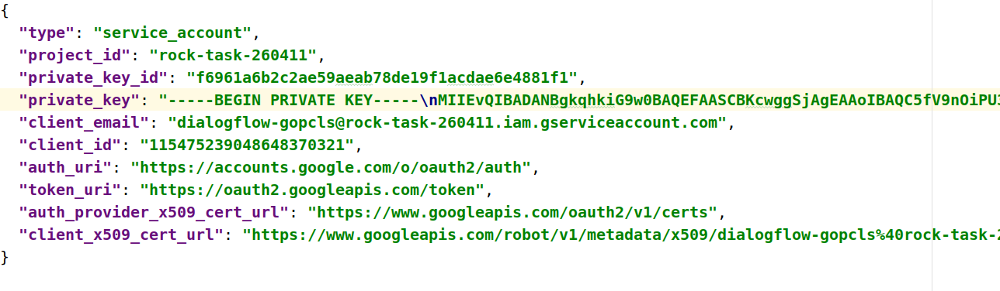 {
"type": "service_account",
"project_id": "rock-task-260411",
"private_key_id": "f6961a6b2c2ae59aeab78de19f1acdae6e4881f1",
"private_key": "-----BEGIN PRIVATE KEY-----\nMIIEvQIBADANBgkqhkiG9w0BAQEFAASCBKcwggSjAgEAAoIBAQC5fV9nOiPU
"client_email": "dialogflow-gopcls@rock-task-260411.iam.gserviceaccount.com",
"client_id": "115475239048648370321",
"auth_uri": "https://accounts.google.com/o/oauth2/auth",
"token_uri": "https://oauth2.googleapis.com/token",
"auth_provider_x509_cert_url": "https://www.googleapis.com/oauth2/v1/certs",
"client_x509_cert_url": "https://www.googleapis.com/robot/v1/metadata/x509/dialogflow-gopcls%40rock-task-
}